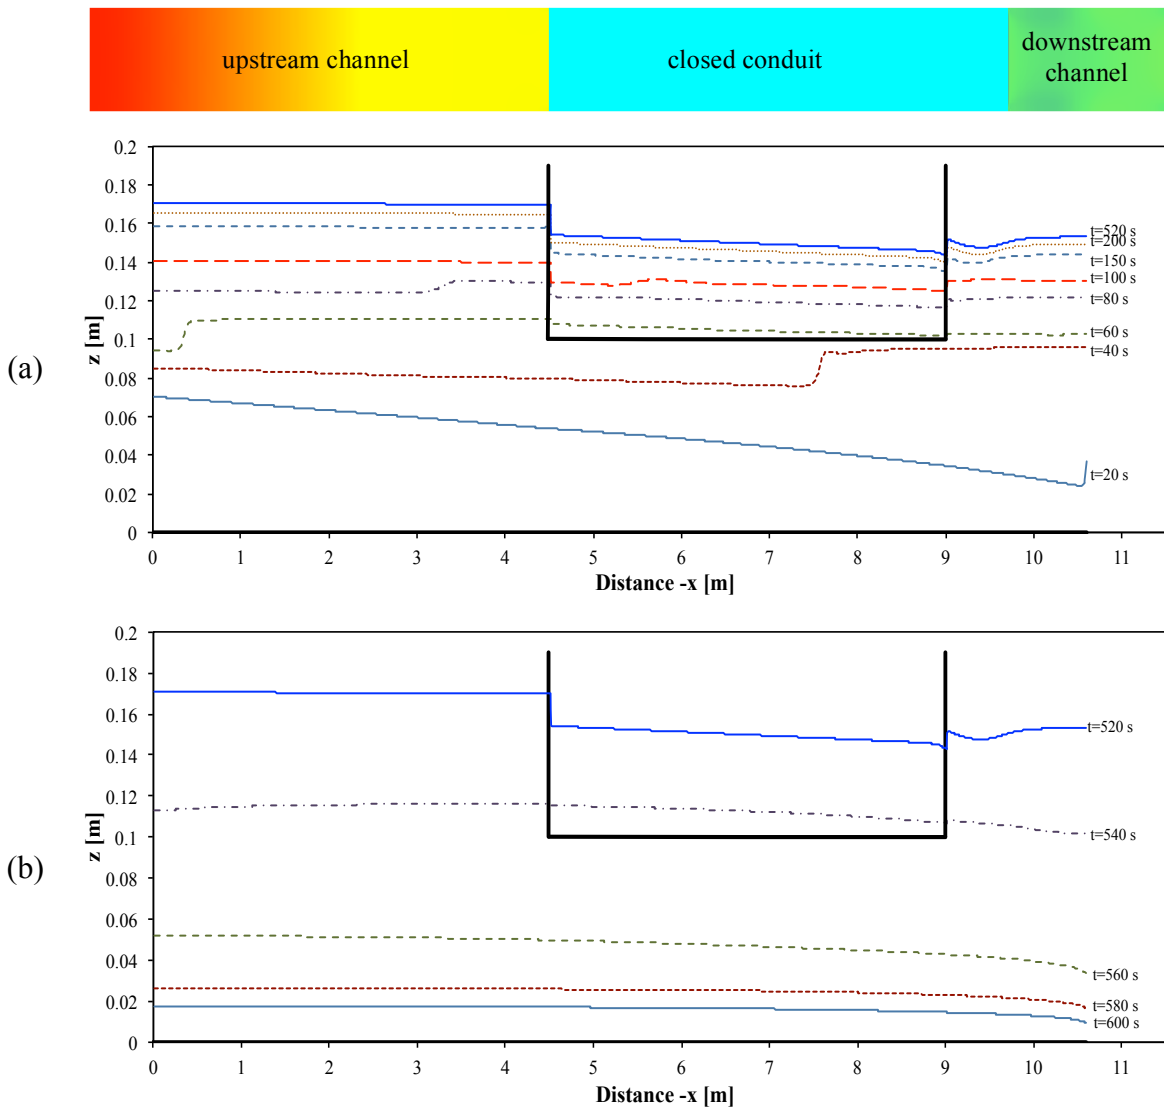 upstream channel
closed conduit
downstream
channel
(a)
z [m]
0.2
0.18
0.16
0.14
0.12
0.1
0.08
0.06
0.04
0.02
0
t=520 s
t=200 s
t=150 s
t=100 s
t=80 s
t=60 s
t=40 s
t=20 s
0 1 2 3 4 5 6 7 8 9 10 11
Distance -x [m]
(b)
z [m]
0.2
0.18
0.16
0.14
0.12
0.1
0.08
0.06
0.04
0.02
0
t=520 s
t=540 s
t=560 s
t=580 s
t=600 s
0 1 2 3 4 5 6 7 8 9 10 11
Distance -x [m]